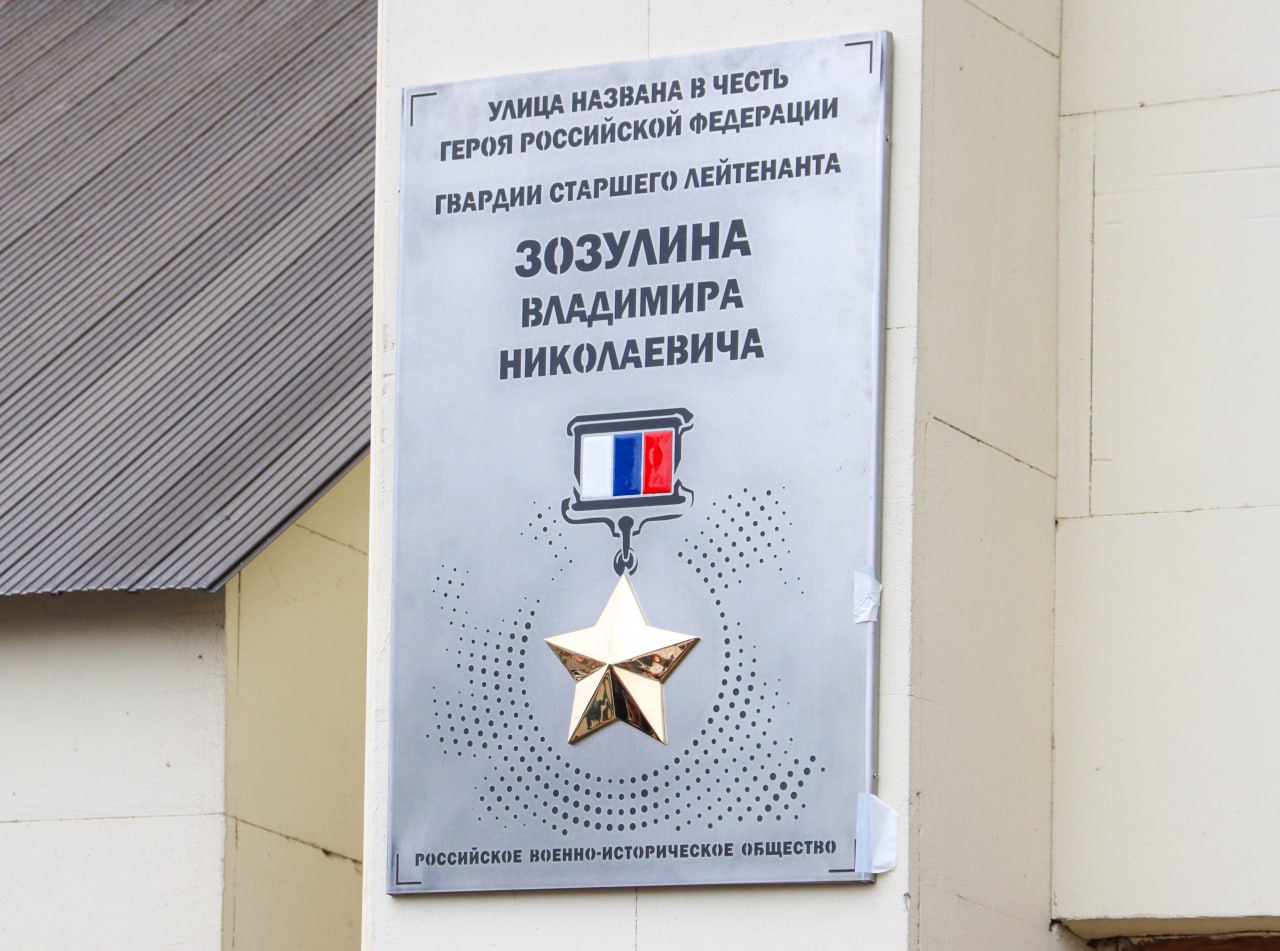 УЛИЦА НАЗВАНА В ЧЕСТЬ
ГЕРОЯ РОССИЙСКОЙ ФЕДЕРАЦИИ
ГВАРДИИ СТАРШЕГО ЛЕЙТЕНАНТА
ЗОЗУЛИНА
ВЛАДИМИРА
НИКОЛАЕВИЧА
РОССИЙСКОЕ ВОЕННО-ИСТОРИЧЕСКОЕ ОБЩЕСТВО